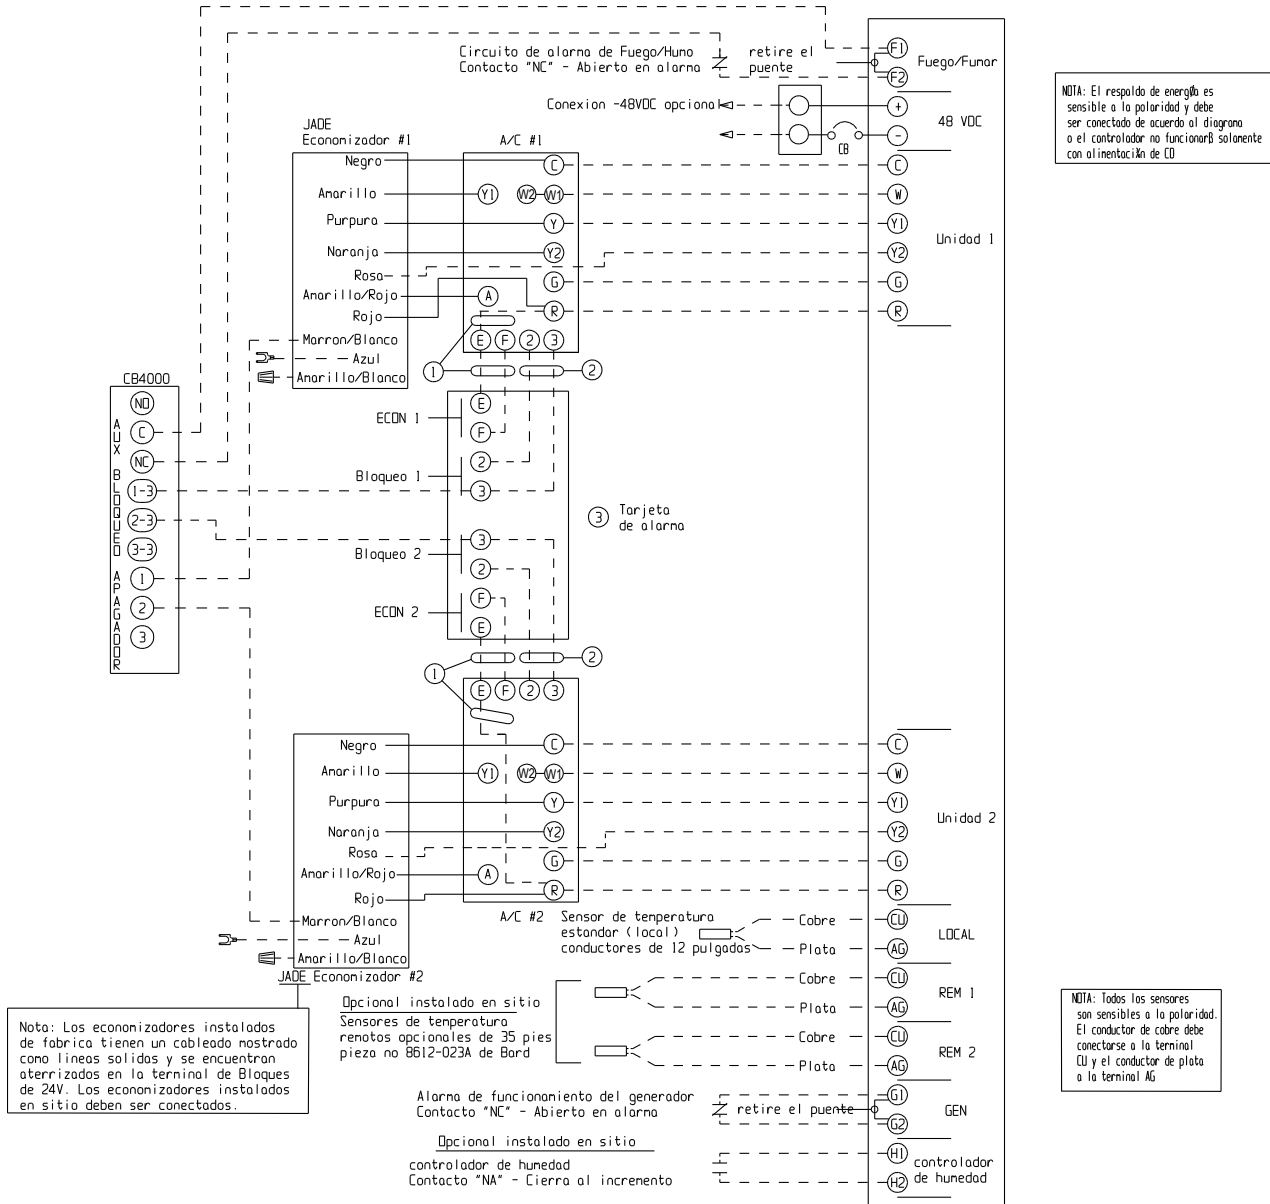 Circuito de alarma de Fuego/Humo
Contacto "NC" - Abierto en alarma
retire el
puente
F1
F2
Fuego/Fumar
Conexion -48VDC opcional
+
-
CB
48 VDC
NOTA: El respaldo de energØa es
sensible a la polaridad y debe
ser conectado de acuerdo al diagrama
o el controlador no funcionarß solamente
con alimentaciⱠn de CD
JADE
Economizador #1
A/C #1
Negro
Amarillo
Purpura
Naranja
Rosa
Amarillo/Rojo
Rojo
Marron/Blanco
Azul
Amarillo/Blanco
C
Y1
W2
W1
Y
Y2
G
A
R
E
F
2
3
C
W
Y1
Y2
G
R
Unidad 1
1
2
CB4000
NO
C
NC
1-3
2-3
3-3
1
2
3
AUX BLOQUEO APAGADOR
ECON 1
E
F
Bloqueo 1
2
3
Bloqueo 2
3
2
ECON 2
F
E
3
Tarjeta
de alarma
1
2
E
F
2
3
Negro
Amarillo
Purpura
Naranja
Rosa
Amarillo/Rojo
Rojo
Marron/Blanco
Azul
Amarillo/Blanco
JADE Economizador #2
C
Y1
W2
W1
Y
Y2
G
A
R
A/C #2
C
W
Y1
Y2
G
R
Unidad 2
Sensor de temperatura
estandar (local)
conductores de 12 pulgadas
Cobre
Plata
CU
AG
LOCAL
Opcional instalado en sitio
Sensores de temperatura
remotos opcionales de 35 pies
pieza no 8612-023A de Bard
Cobre
Plata
CU
AG
REM 1
Cobre
Plata
CU
AG
REM 2
NOTA: Todos los sensores
son sensibles a la polaridad.
El conductor de cobre debe
conectarse a la terminal
CU y el conductor de plata
a la terminal AG
Nota: Los economizadores instalados
de fabrica tienen un cableado mostrado
como lineas solidas y se encuentran
aterrizados en la terminal de Bloques
de 24V. Los economizadores instalados
en sitio deben ser conectados.
Alarma de funcionamiento del generador
Contacto "NC" - Abierto en alarma
retire el puente
G1
G2
GEN
Opcional instalado en sitio
controlador de humedad
Contacto "NA" - Cierra al incremento
H1
H2
controlador
de humedad